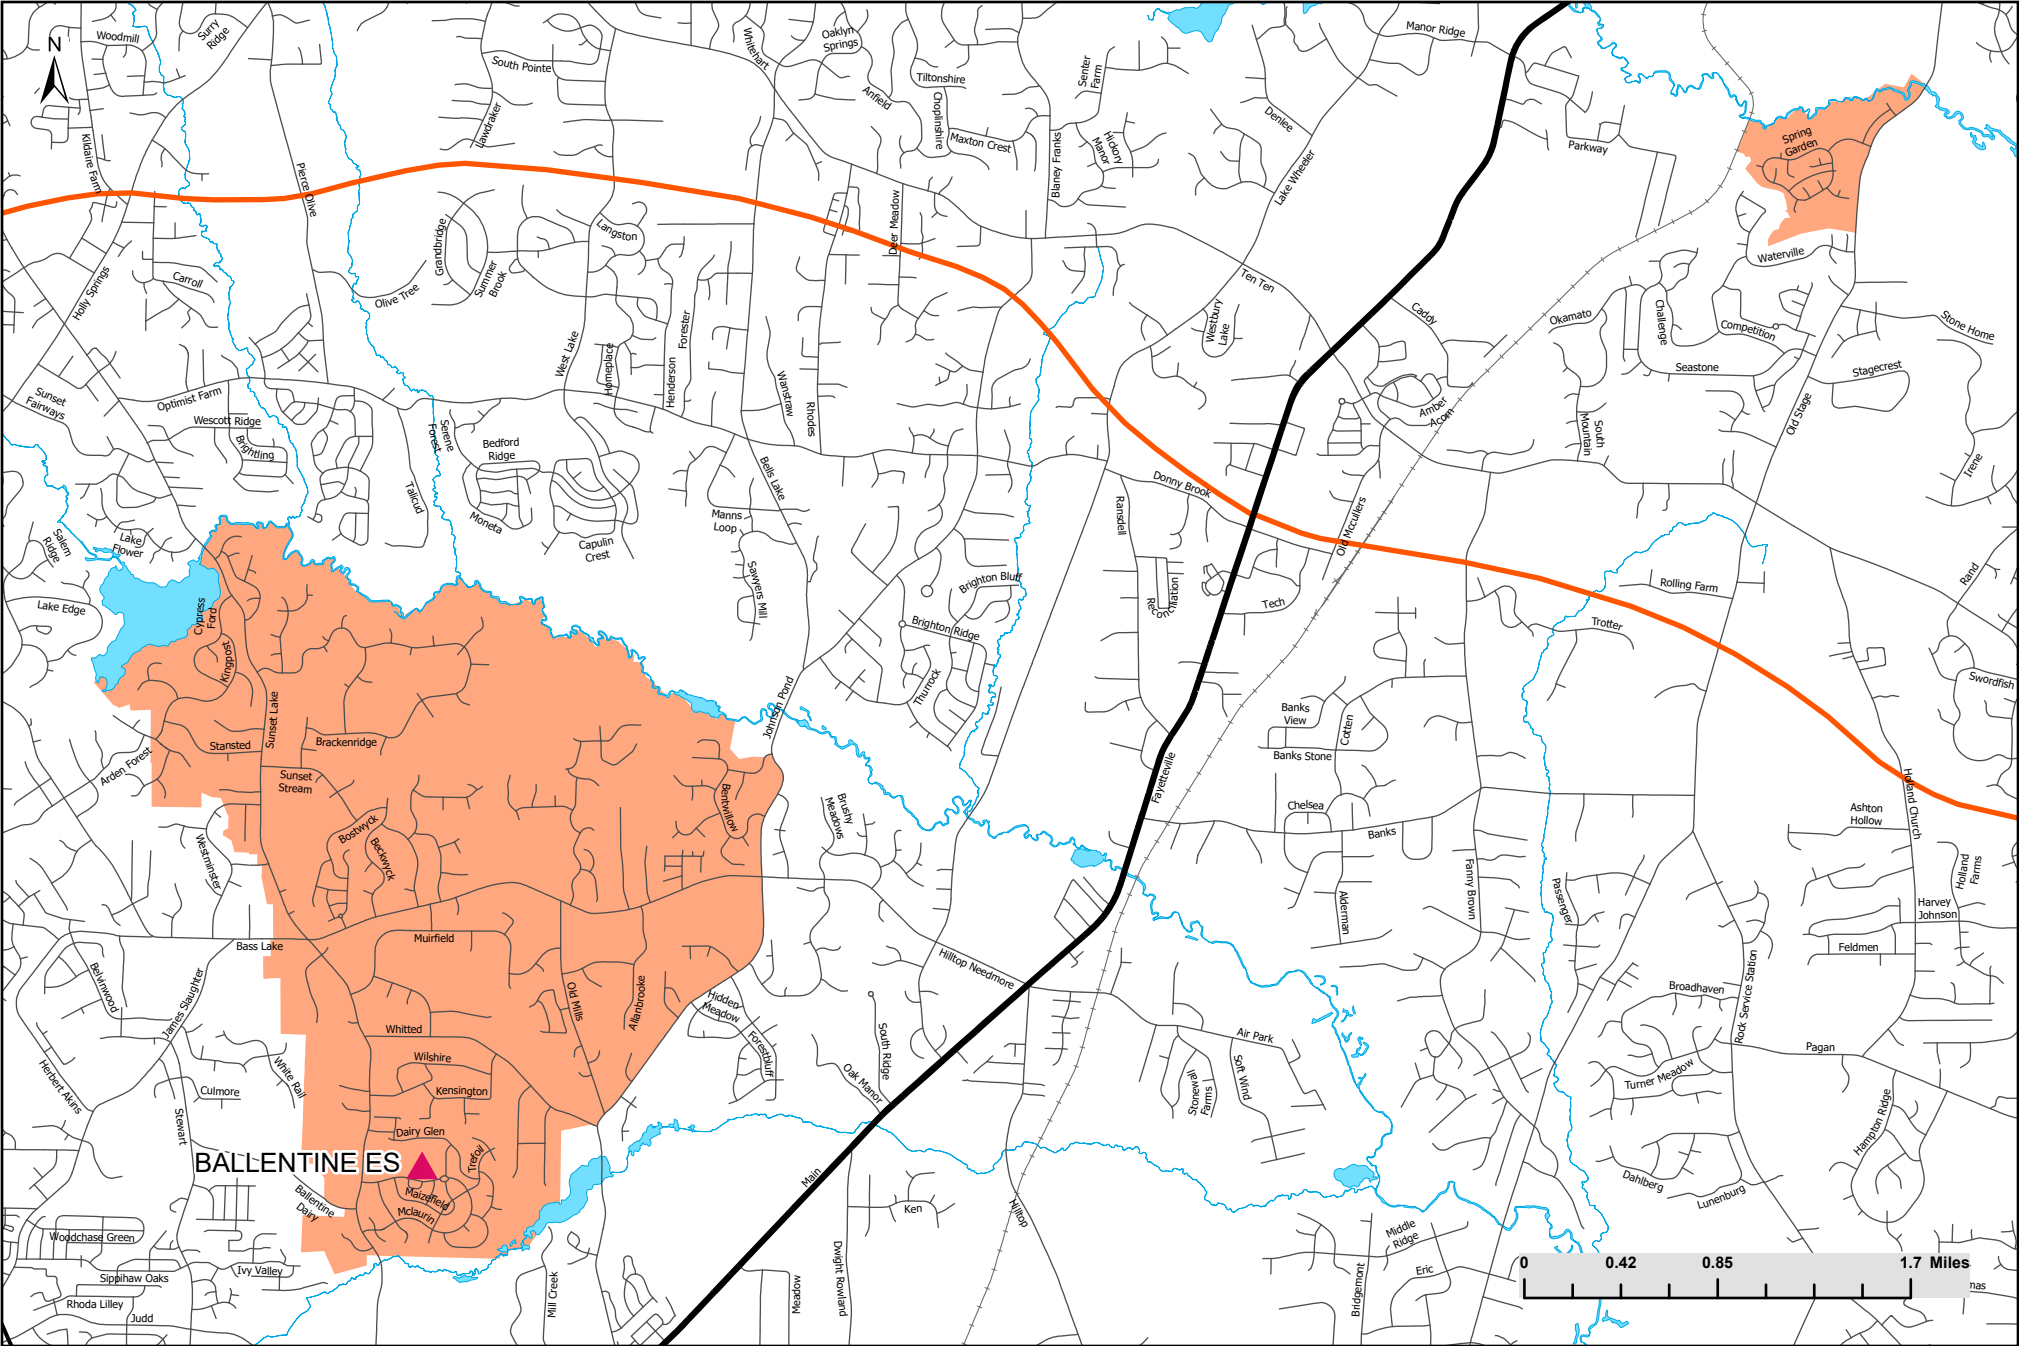 N
Woodmill
Surry
Ridge
South Pointe
Whitehart
Oaklyn
Springs
Tiltonshire
Anfield
Choplinshire
Maxton Crest
Senter
Farm
Hickory
Manor
Blaney Franks
Denlee
Lake Wheeler
Manor Ridge
Parkway
Spring
Garden
Waterville
Kildaire Farm
Pierce Olive
Lawdraker
Grandbridge
Summer
Brook
Olive Tree
Langston
Deer Meadow
Ten Ten
Westbury
Lake
Caddy
Okamato
Challenge
Competition
Seastone
Stone Home
Stagecrest
Old Stage
Irene
Holly Springs
Carroll
Sunset
Fairways
Optimist Farm
Wescott Ridge
Brightling
Serene
Forest
Talicud
Bedford
Ridge
Moneta
Capulin
Crest
West Lake
Homeplace
Henderson
Forester
Wanstraw
Rhodes
Bells Lake
Manns
Loop
Sawyers Mill
Amber
Acorn
South
Mountain
Donny Brook
Ransdell
Old Mccullers
Reconciliation
Tech
Rolling Farm
Trotter
Rand
Swordfish
Salem
Ridge
Lake
Flower
Lake Edge
Cypress
Ford
Kingpost
Sunset Lake
Stansted
Brackenridge
Arden Forest
Sunset
Stream
Bostwyck
Beckwyck
Westminster
Bentwillow
Johnson Pond
Brighton Bluff
Brighton Ridge
Thurrock
Brushy
Meadows
Fayetteville
Banks
View
Cotten
Banks Stone
Chelsea
Banks
Alderman
Fanny Brown
Passenger
Holland Church
Ashton
Hollow
Holland
Farms
Harvey
Johnson
Feldmen
Rock Service Station
Broadhaven
Pagan
Turner Meadow
Hampton Ridge
Dahlberg
Lunenburg
Bass Lake
Muirfield
Belvinwood
James Slaughter
Old Mills
Allanbrooke
Hidden
Meadow
Forestbluff
Hilltop Needmore
South Ridge
Oak Manor
Air Park
Soft Wind
Stonewall
Farms
Herbert Akins
White Rail
Culmore
Stewart
Whitted
Wilshire
Kensington
Dairy Glen
Trefoil
BALLENTINE ES
Maizefield
Mclaurin
Ballentine
Dairy
Woodchase Green
Sippihaw Oaks
Ivy Valley
Rhoda Lilley
Judd
Mill Creek
Main
Meadow
Dwight Rowland
Ken
Hilltop
Middle
Ridge
Eric
Bridgemont
0 0.42 0.85 1.7 Miles